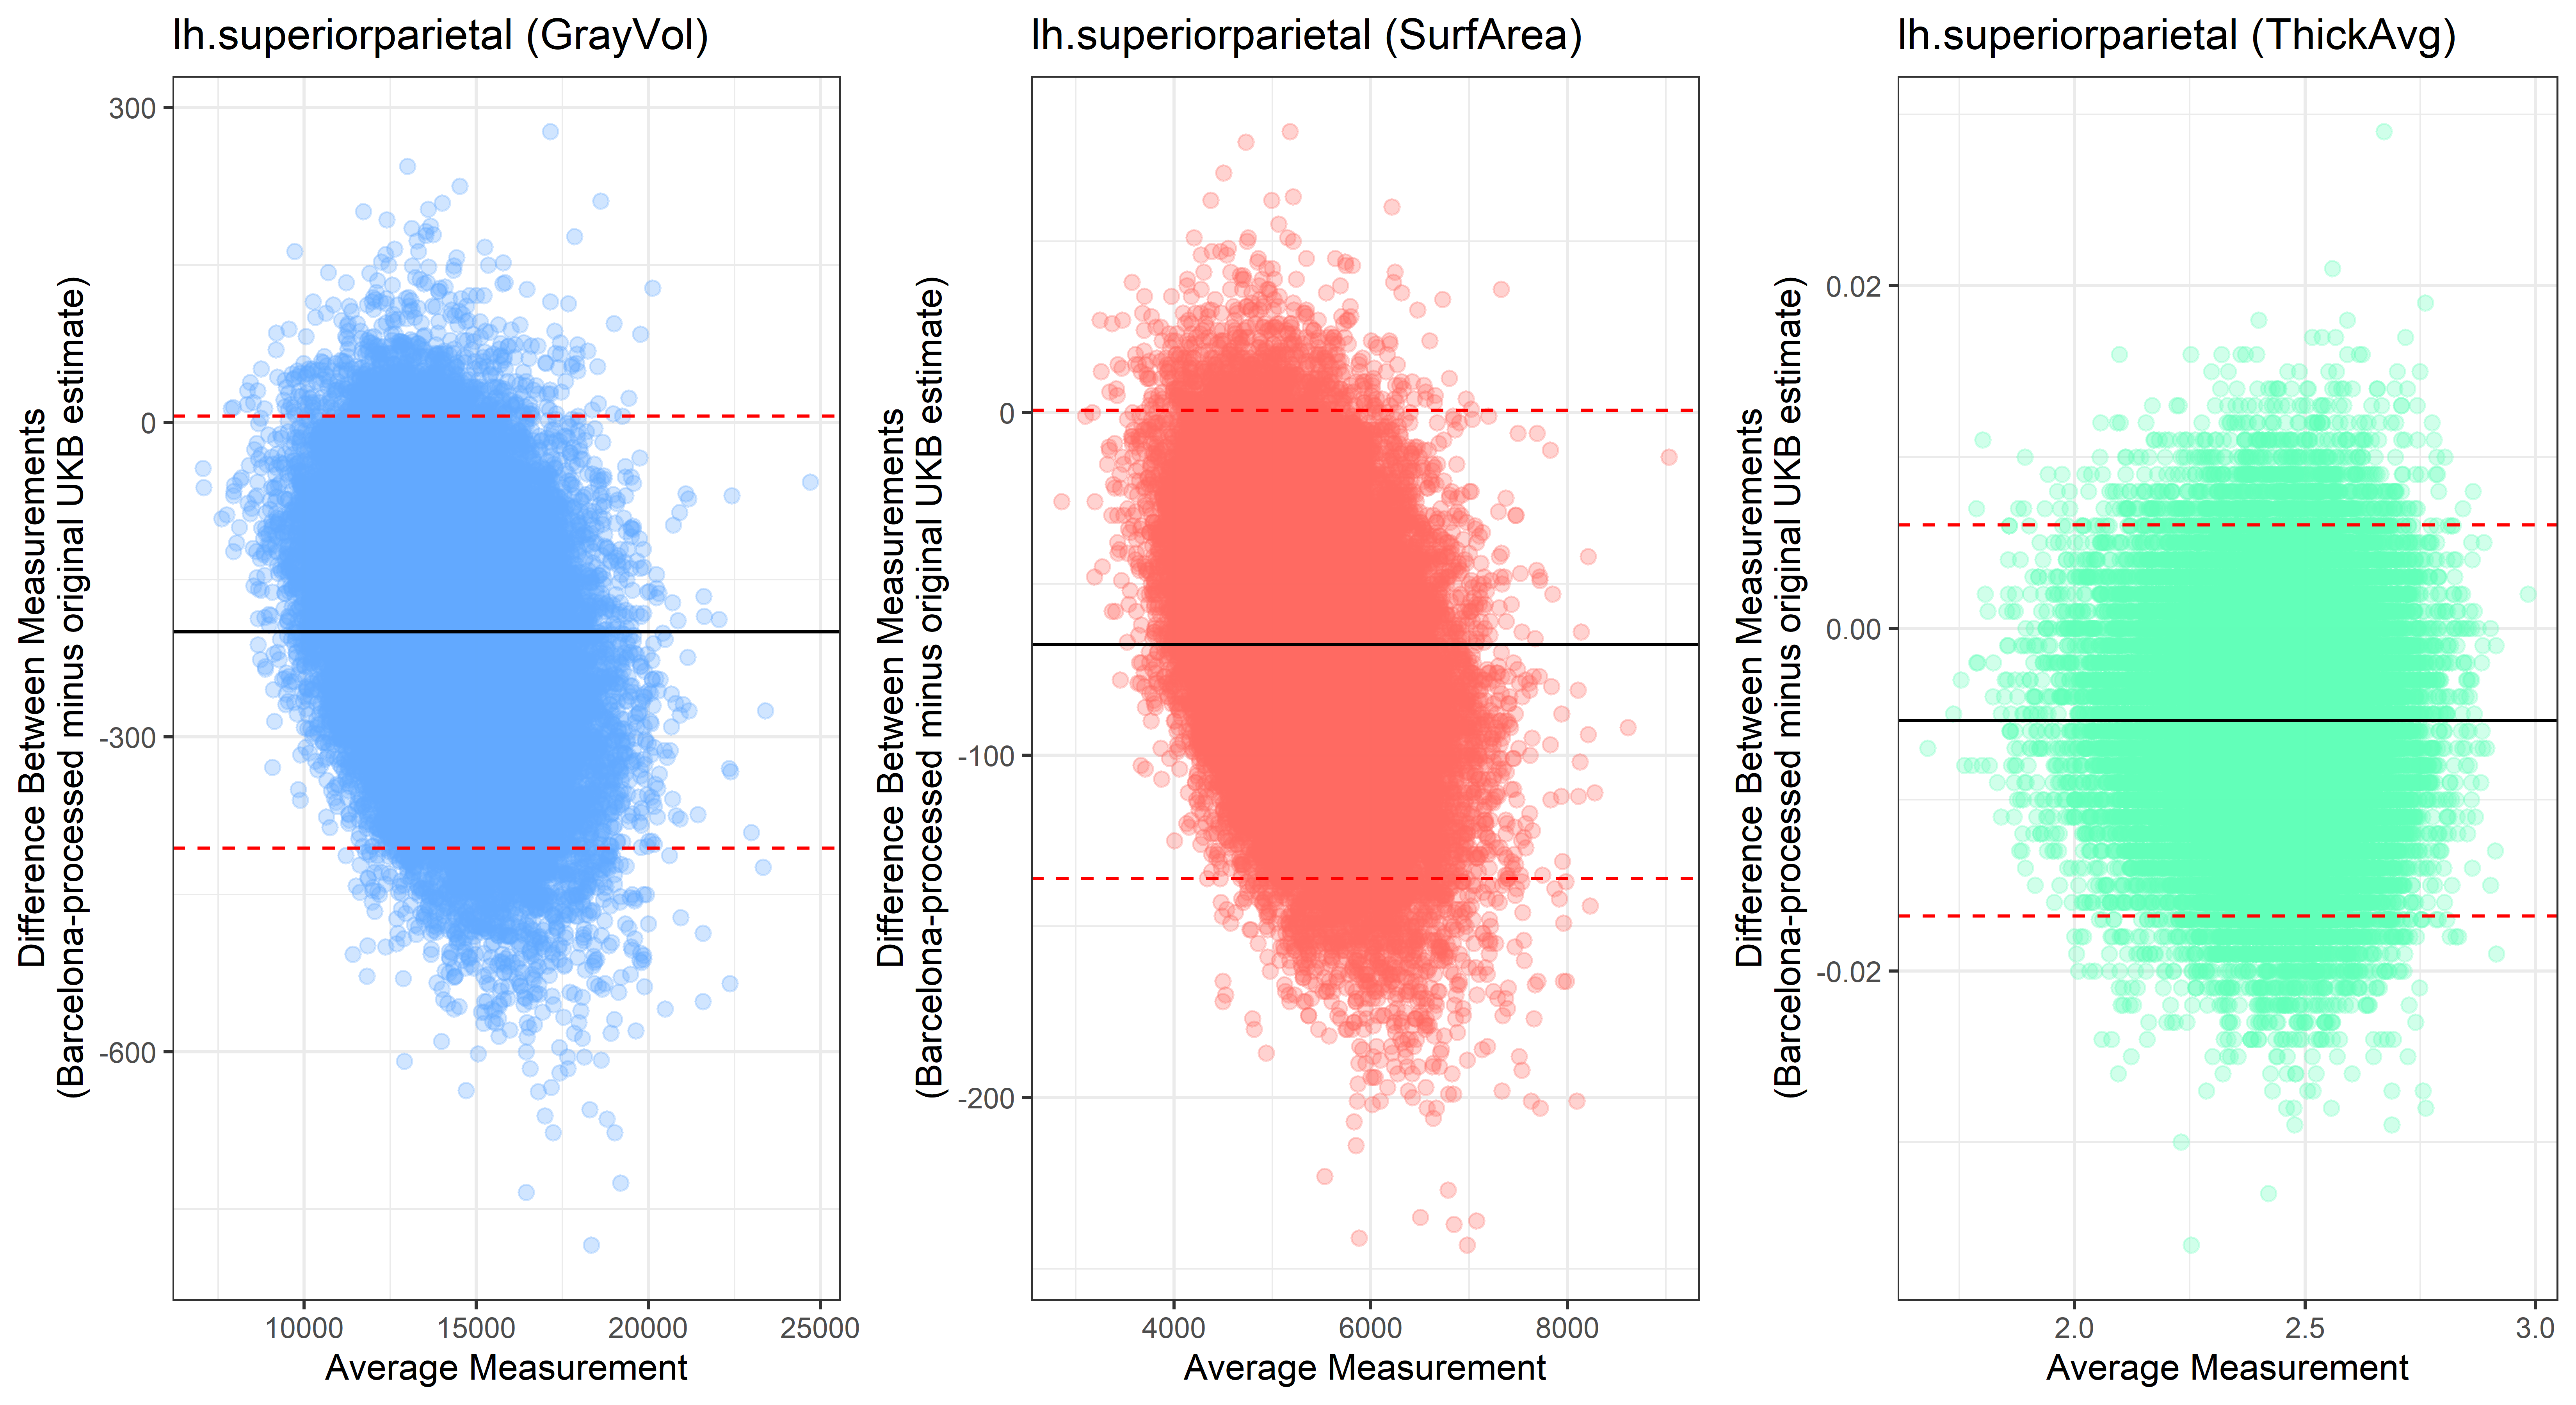 lh.superiorparietal (GrayVol)
Difference Between Measurements
(Barcelona-processed minus original UKB estimate)
300
0
-300
-600
10000 15000 20000 25000
Average Measurement
lh.superiorparietal (SurfArea)
Difference Between Measurements
(Barcelona-processed minus original UKB estimate)
0
-100
-200
4000 6000 8000
Average Measurement
lh.superiorparietal (ThickAvg)
Difference Between Measurements
(Barcelona-processed minus original UKB estimate)
0.02
0.00
-0.02
2.0 2.5 3.0
Average Measurement